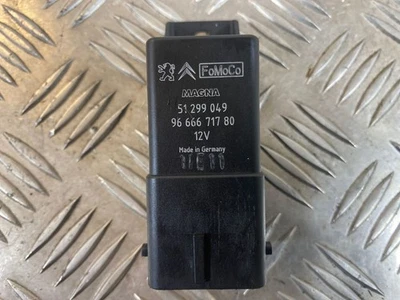 FoMoCo
MAGNA
51 299 049
96 666 717 80
12V
Made in Germany